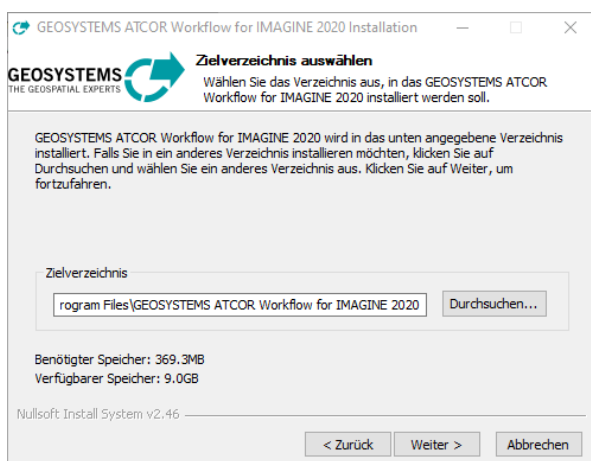 GEOSYSTEMS ATCOR Workflow for IMAGINE 2020 Installation
GEOSYSTEMS
THE GEOSPATIAL EXPERTS
Zielverzeichnis auswählen
Wählen Sie das Verzeichnis aus, in das GEOSYSTEMS ATCOR
Workflow for IMAGINE 2020 installiert werden soll.
GEOSYSTEMS ATCOR Workflow for IMAGINE 2020 wird in das unten angegebene Verzeichnis
installiert. Falls Sie in ein anderes Verzeichnis installieren möchten, klicken Sie auf
Durchsuchen und wählen Sie ein anderes Verzeichnis aus. Klicken Sie auf Weiter, um
fortzufahren.
Zielverzeichnis
rogram Files\GEOSYSTEMS ATCOR Workflow for IMAGINE 2020
Durchsuchen...
Benötigter Speicher: 369.3MB
Verfügbarer Speicher: 9.0GB
Nullsoft Install System v2.46
< Zurück
Weiter >
Abbrechen